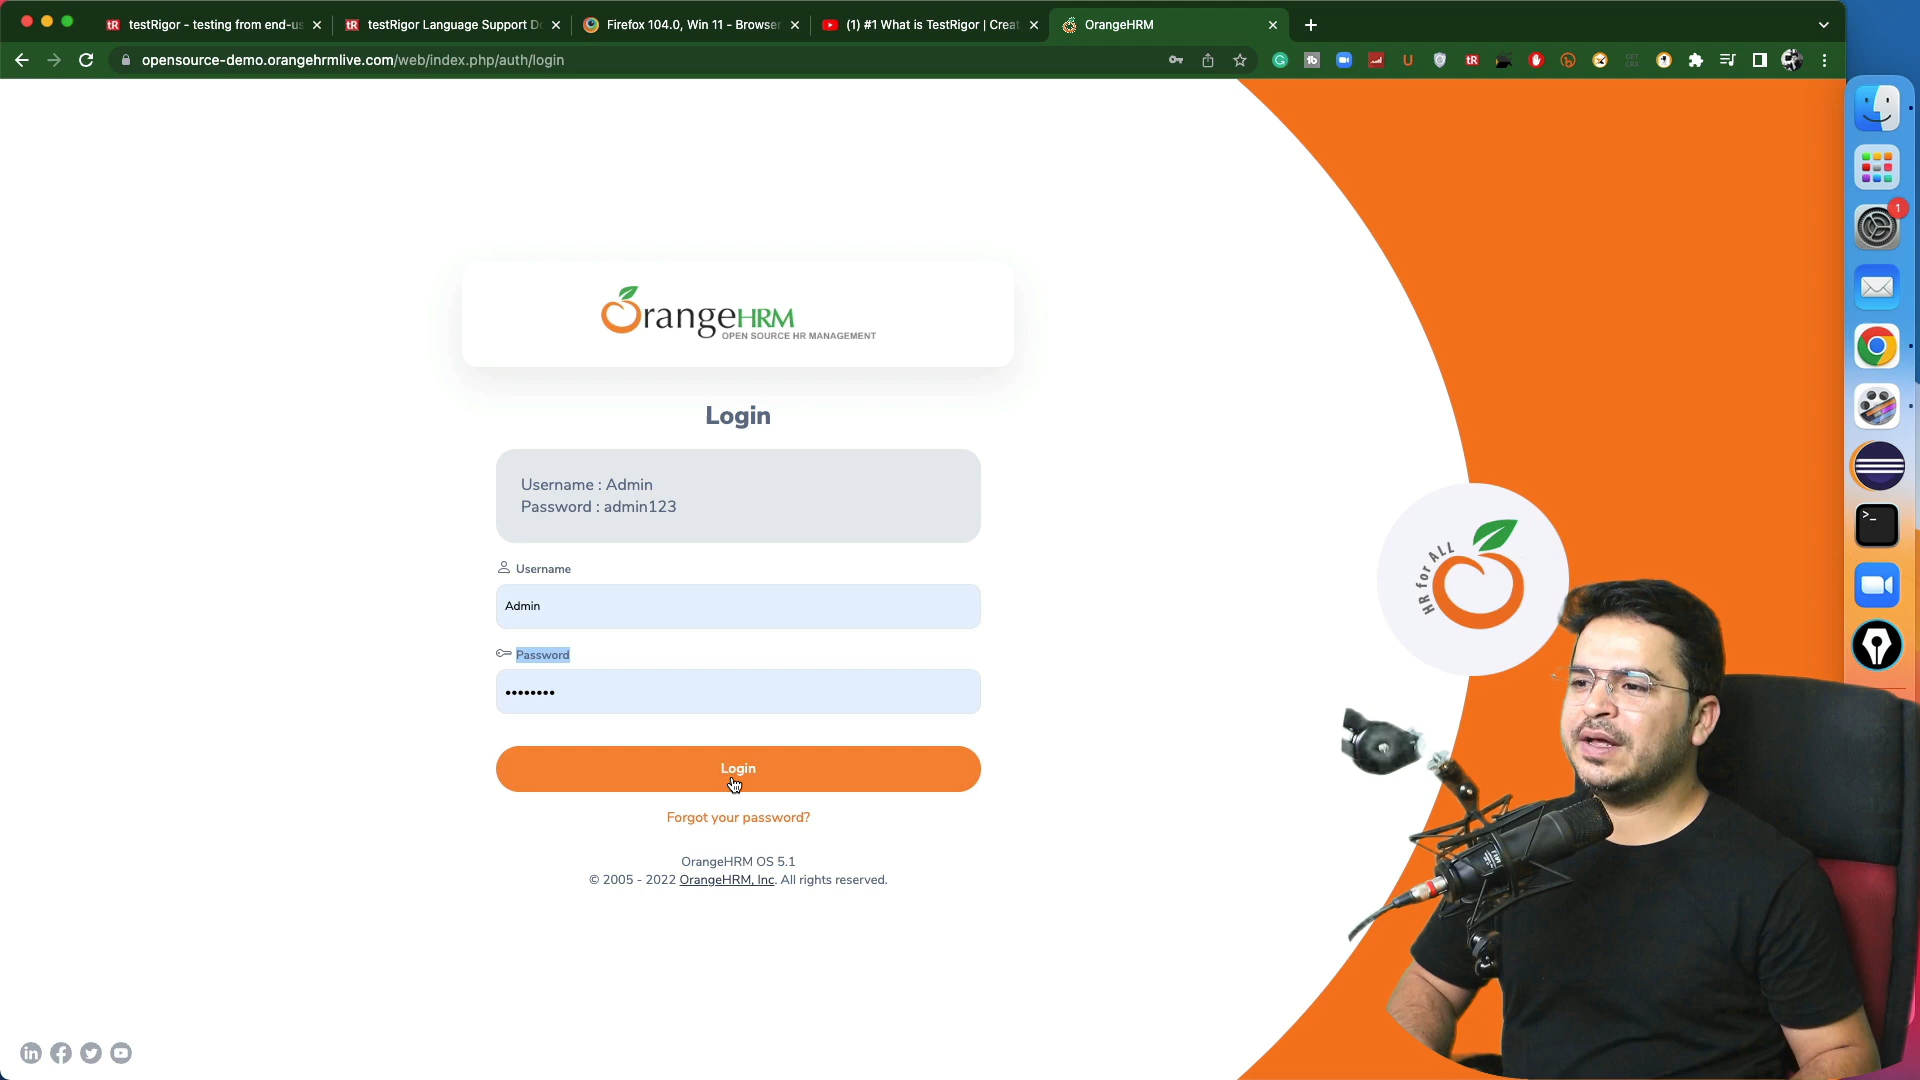 testRigor - testing from end-us
testRigor Language Support Do
Firefox 104.0, Win 11 - Browser
(1) #1 What is TestRigor | Creat
OrangeHRM
opensource-demo.orangehrmlive.com/web/index.php/auth/login
OrangeHRM
OPEN SOURCE HR MANAGEMENT
Login
Username : Admin
Password : admin123
Username
Admin
Password
••••••••
Login
Forgot your password?
OrangeHRM OS 5.1
© 2005 - 2022 OrangeHRM, Inc. All rights reserved.
HR for ALL
1